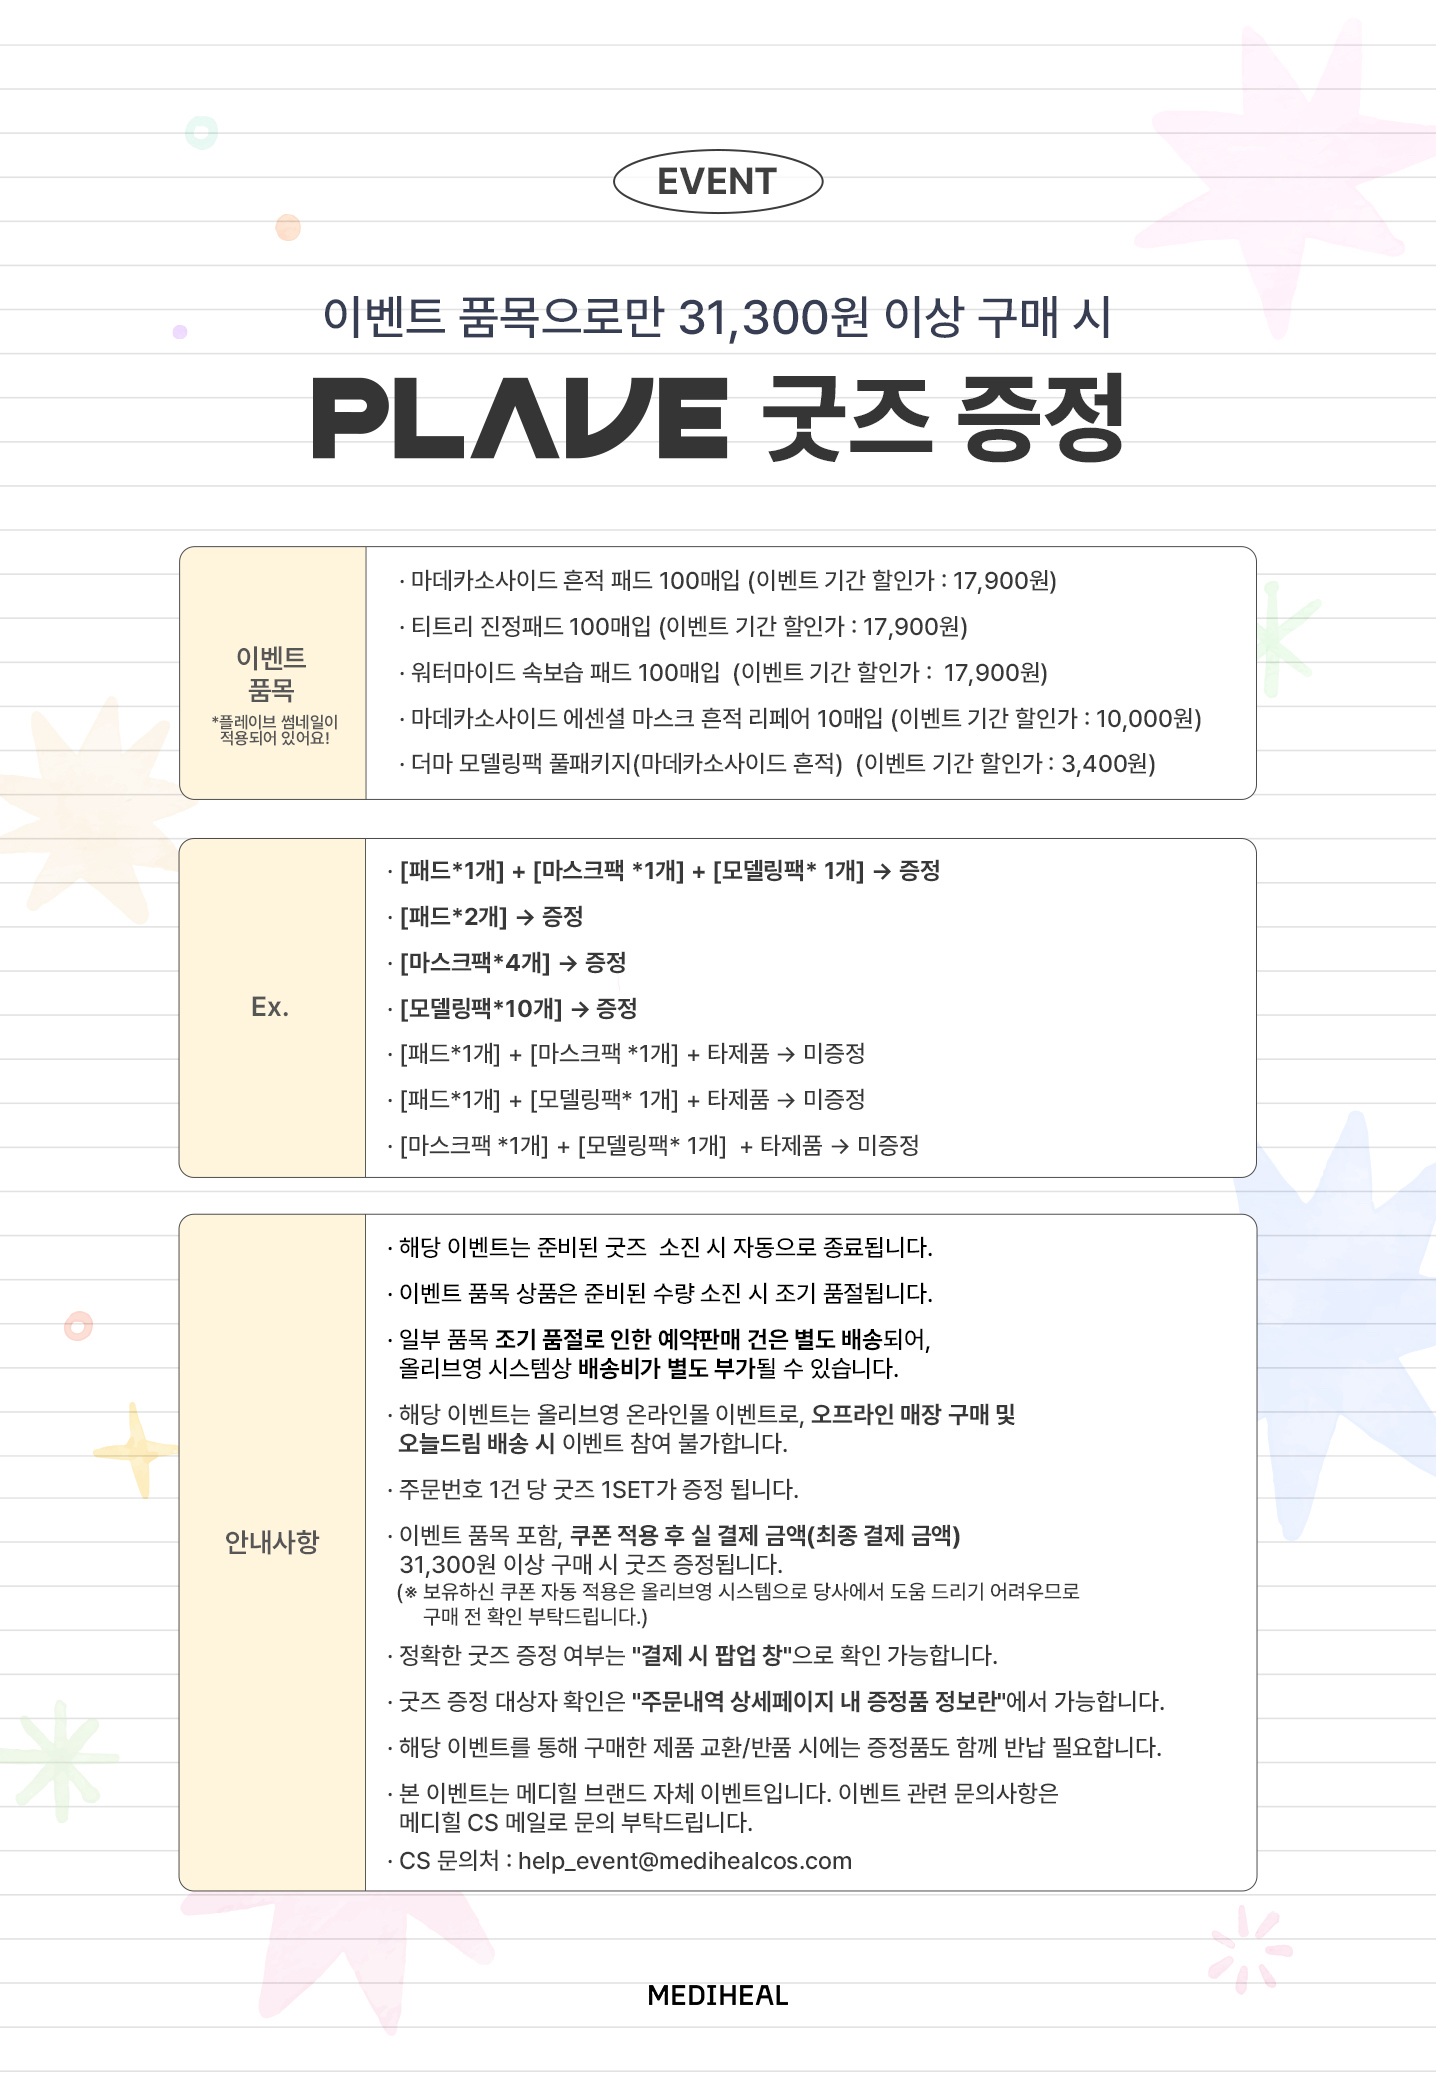 EVENT
이벤트 품목으로만 31,300원 이상 구매 시
PLAVE 굿즈 증정
이벤트
품목
*플레이브 썸네일이
적용되어 있어요!
· 마데카소사이드 흔적 패드 100매입 (이벤트 기간 할인가 : 17,900원)
· 티트리 진정패드 100매입 (이벤트 기간 할인가 : 17,900원)
· 워터마이드 속보습 패드 100매입 (이벤트 기간 할인가 : 17,900원)
· 마데카소사이드 에센셜 마스크 흔적 리페어 10매입 (이벤트 기간 할인가 : 10,000원)
· 더마 모델링팩 풀패키지(마데카소사이드 흔적) (이벤트 기간 할인가 : 3,400원)
Ex.
· [패드*1개] + [마스크팩 *1개] + [모델링팩* 1개] → 증정
· [패드*2개] → 증정
· [마스크팩*4개] → 증정
· [모델링팩*10개] → 증정
· [패드*1개] + [마스크팩 *1개] + 타제품 → 미증정
· [패드*1개] + [모델링팩* 1개] + 타제품 → 미증정
· [마스크팩 *1개] + [모델링팩* 1개] + 타제품 → 미증정
안내사항
· 해당 이벤트는 준비된 굿즈 소진 시 자동으로 종료됩니다.
· 이벤트 품목 상품은 준비된 수량 소진 시 조기 품절됩니다.
· 일부 품목 조기 품절로 인한 예약판매 건은 별도 배송되어,
올리브영 시스템상 배송비가 별도 부가될 수 있습니다.
· 해당 이벤트는 올리브영 온라인몰 이벤트로, 오프라인 매장 구매 및
오늘드림 배송 시 이벤트 참여 불가합니다.
· 주문번호 1건 당 굿즈 1SET가 증정 됩니다.
· 이벤트 품목 포함, 쿠폰 적용 후 실 결제 금액(최종 결제 금액)
31,300원 이상 구매 시 굿즈 증정됩니다.
(※ 보유하신 쿠폰 자동 적용은 올리브영 시스템으로 당사에서 도움 드리기 어려우므로
구매 전 확인 부탁드립니다.)
· 정확한 굿즈 증정 여부는 "결제 시 팝업 창"으로 확인 가능합니다.
· 굿즈 증정 대상자 확인은 "주문내역 상세페이지 내 증정품 정보란"에서 가능합니다.
· 해당 이벤트를 통해 구매한 제품 교환/반품 시에는 증정품도 함께 반납 필요합니다.
· 본 이벤트는 메디힐 브랜드 자체 이벤트입니다. 이벤트 관련 문의사항은
메디힐 CS 메일로 문의 부탁드립니다.
· CS 문의처 : help_event@medihealcos.com
MEDIHEAL